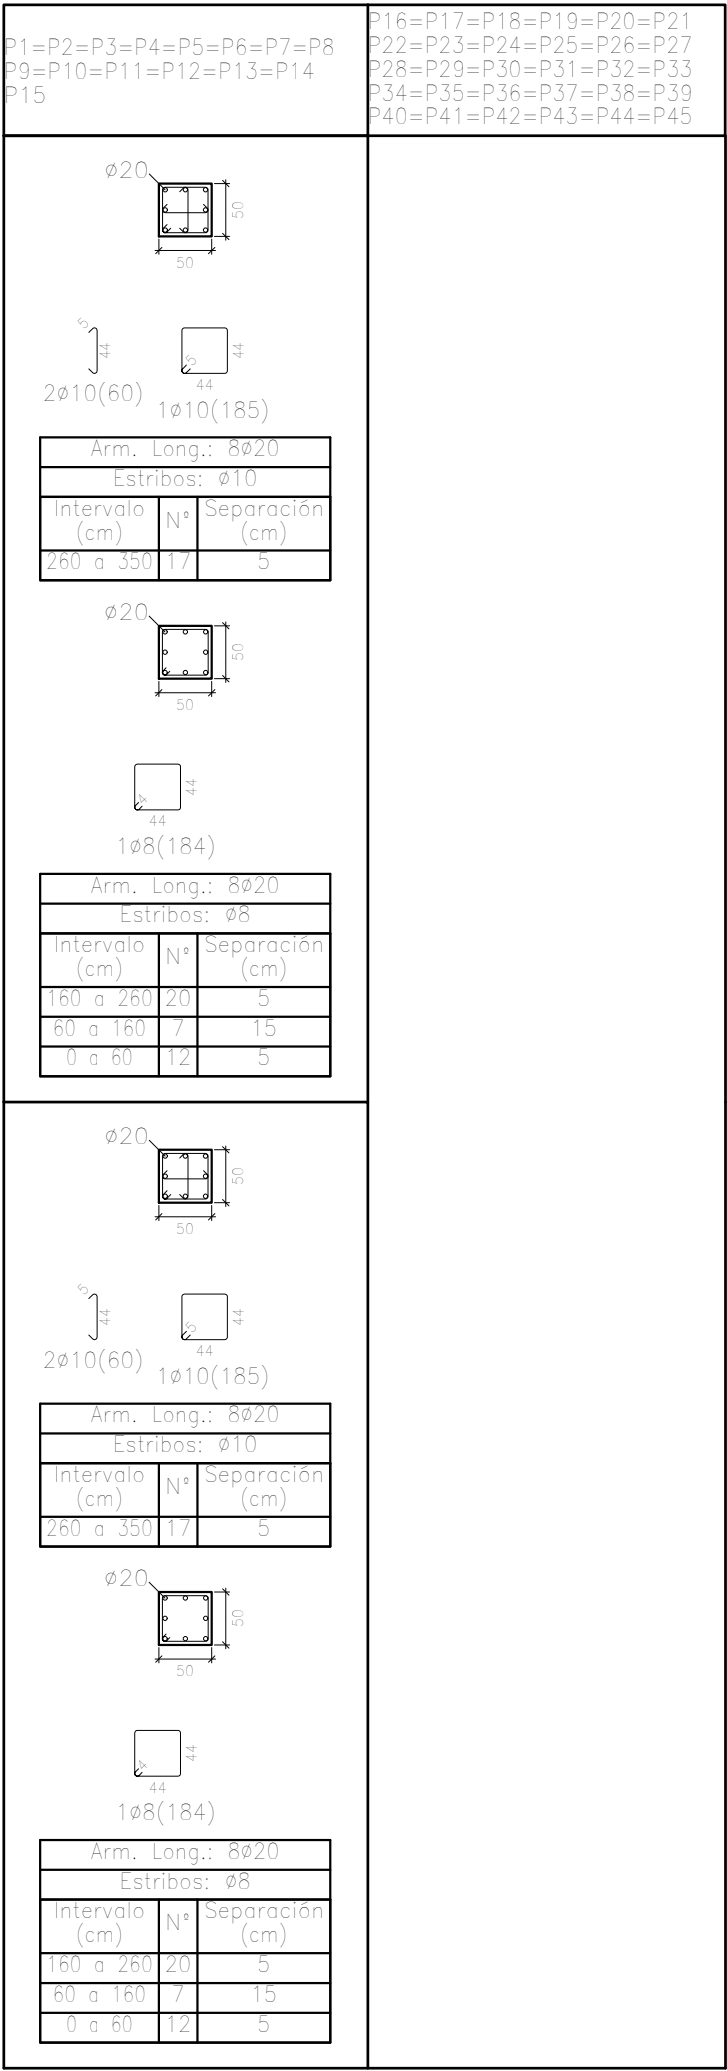 P1=P2=P3=P4=P5=P6=P7=P8
P9=P10=P11=P12=P13=P14
P15
P16=P17=P18=P19=P20=P21
P22=P23=P24=P25=P26=P27
P28=P29=P30=P31=P32=P33
P34=P35=P36=P37=P38=P39
P40=P41=P42=P43=P44=P45
ø20
50
50
5
44
2ø10(60)
5
44
44
1ø10(185)
Arm. Long.: 8ø20
Estribos: ø10
Intervalo (cm) Nº Separación (cm)
260 a 350 17 5
ø20
50
50
4
44
44
1ø8(184)
Arm. Long.: 8ø20
Estribos: ø8
Intervalo (cm) Nº Separación (cm)
160 a 260 20 5
60 a 160 7 15
0 a 60 12 5
ø20
50
50
5
44
2ø10(60)
5
44
44
1ø10(185)
Arm. Long.: 8ø20
Estribos: ø10
Intervalo (cm) Nº Separación (cm)
260 a 350 17 5
ø20
50
50
4
44
44
1ø8(184)
Arm. Long.: 8ø20
Estribos: ø8
Intervalo (cm) Nº Separación (cm)
160 a 260 20 5
60 a 160 7 15
0 a 60 12 5